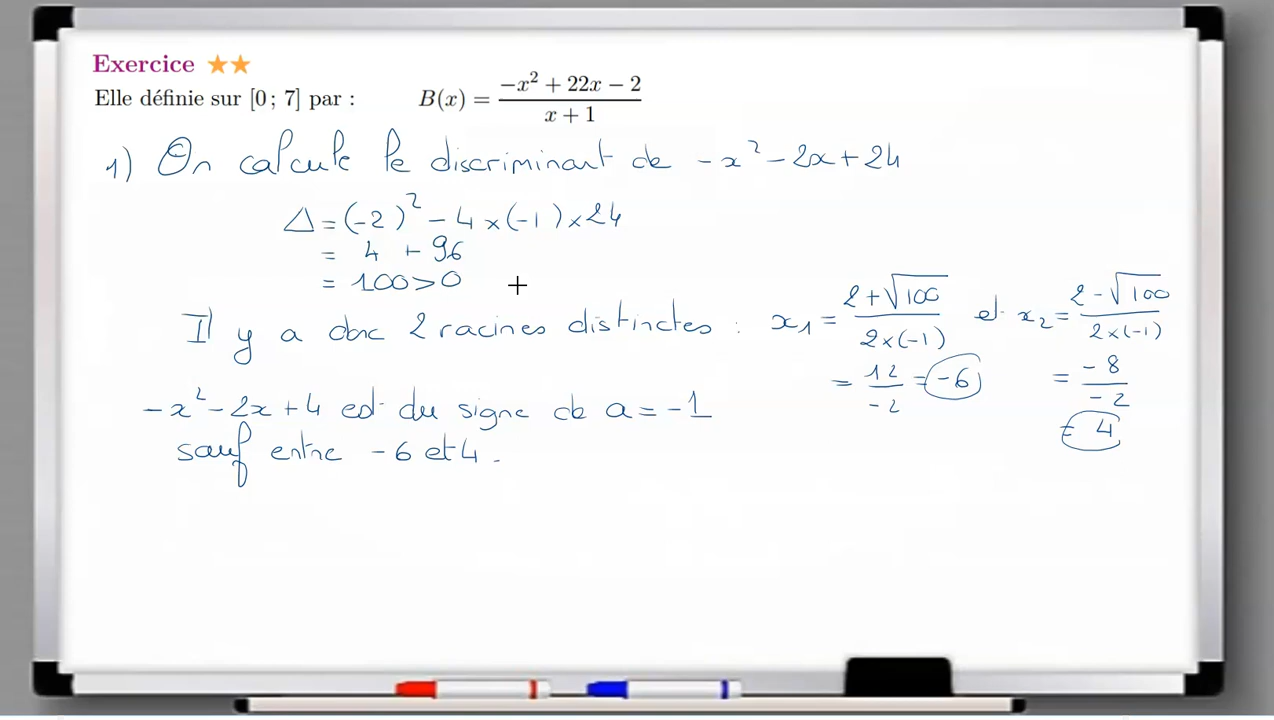 Exercice ★★
Elle définie sur [0 ; 7] par : B(x) = (-x² + 22x - 2) / (x + 1)
1) On calcule le discriminant de -x² - 2x + 24
Δ = (-2)² - 4 × (-1) × 24
= 4 + 96
= 100 > 0
Il y a donc 2 racines distinctes : x₁ = (2 + √100) / (2 × (-1)) et x₂ = (2 - √100) / (2 × (-1))
= 12 / -2 = -6
= -8 / -2
= 4
-x² - 2x + 4 est du signe de a = -1
sauf entre -6 et 4.